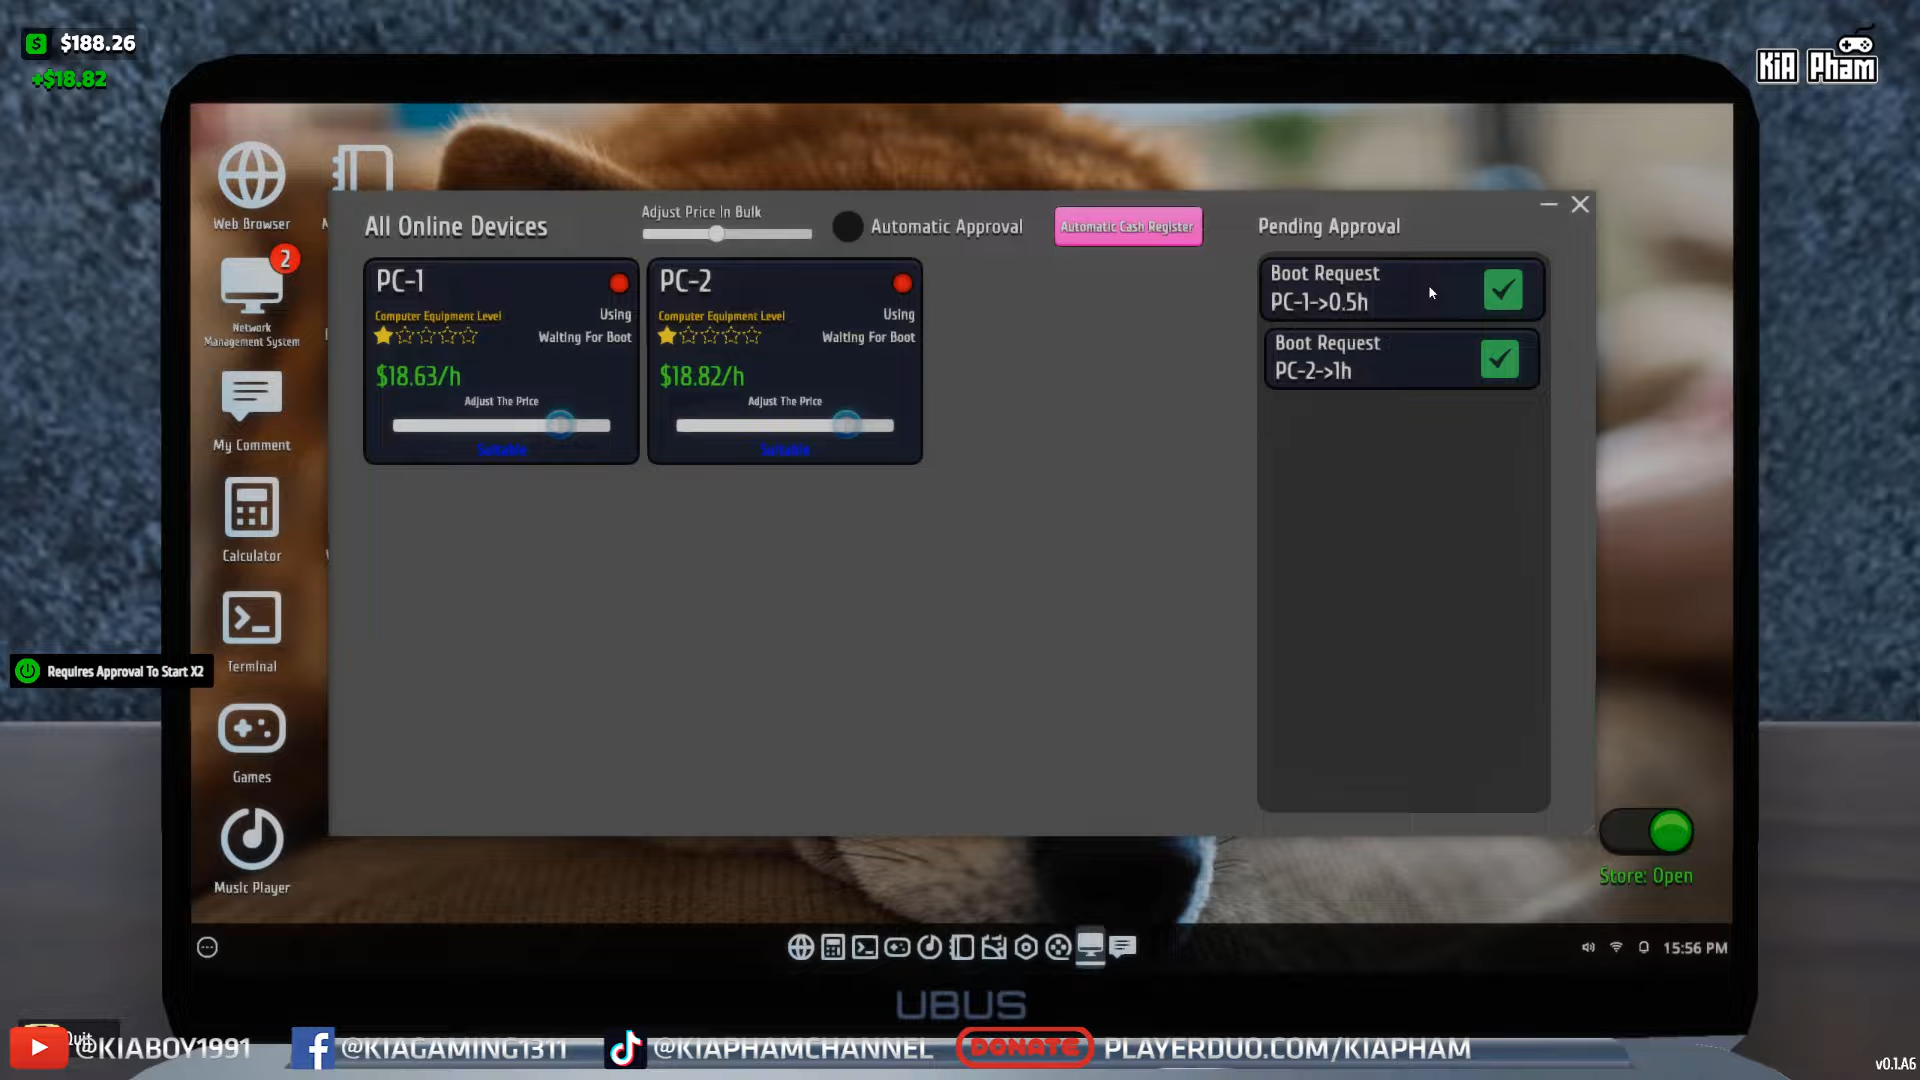 $188.26
+$18.82
KiA Pham
Web Browser
2
Network
Management System
My Comment
Calculator
Terminal
Games
Music Player
All Online Devices
Adjust Price In Bulk
Automatic Approval
Automatic Cash Register
Pending Approval
PC-1
Computer Equipment Level
Using
Waiting For Boot
$18.63/h
Adjust The Price
Suitable
PC-2
Computer Equipment Level
Using
Waiting For Boot
$18.82/h
Adjust The Price
Suitable
Boot Request
PC-1->0.5h
Boot Request
PC-2->1h
Requires Approval To Start X2
Store: Open
15:56 PM
UBUS
Quit
@KIABOY1991
@KIAGAMING1311
@KIAPHAMCHANNEL
DONATE
PLAYERDUO.COM/KIAPHAM
v0.1.A6